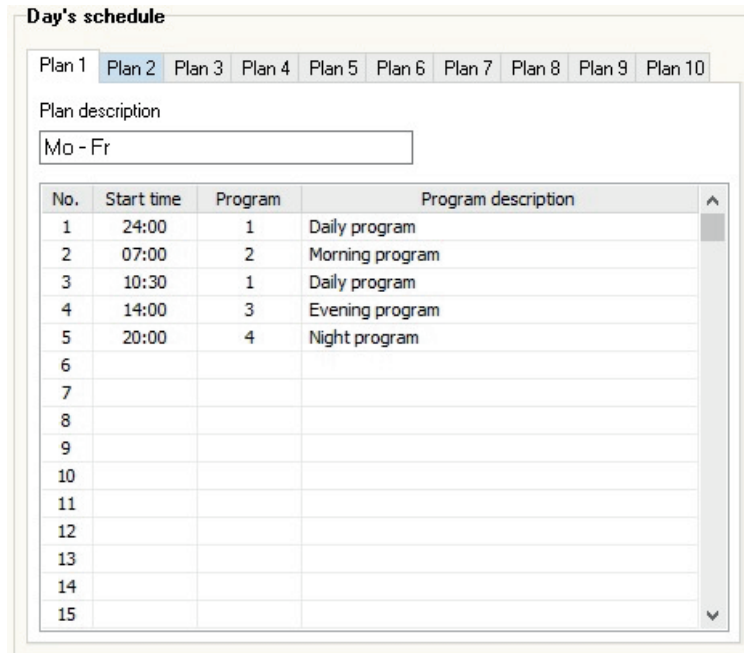 Day's schedule
Plan 1 Plan 2 Plan 3 Plan 4 Plan 5 Plan 6 Plan 7 Plan 8 Plan 9 Plan 10
Plan description
Mo - Fr
No. Start time Program Program description
1 24:00 1 Daily program
2 07:00 2 Morning program
3 10:30 1 Daily program
4 14:00 3 Evening program
5 20:00 4 Night program
6
7
8
9
10
11
12
13
14
15